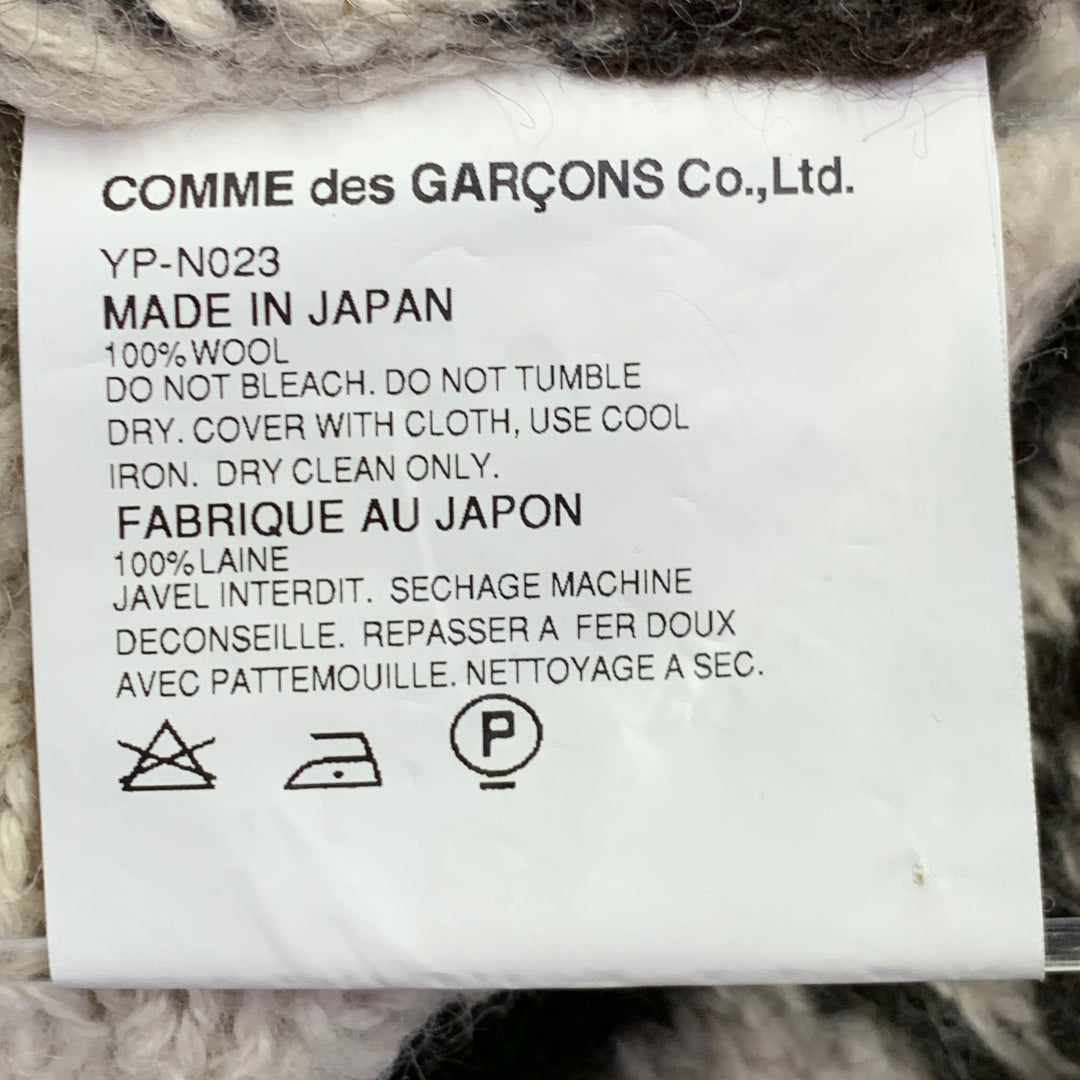 COMME des GARÇONS Co.,Ltd.
YP-N023
MADE IN JAPAN
100% WOOL
DO NOT BLEACH. DO NOT TUMBLE
DRY. COVER WITH CLOTH, USE COOL
IRON. DRY CLEAN ONLY.
FABRIQUE AU JAPON
100% LAINE
JAVEL INTERDIT. SECHAGE MACHINE
DECONSEILLE. REPASSER A FER DOUX
AVEC PATTEMOUILLE. NETTOYAGE A SEC.
P